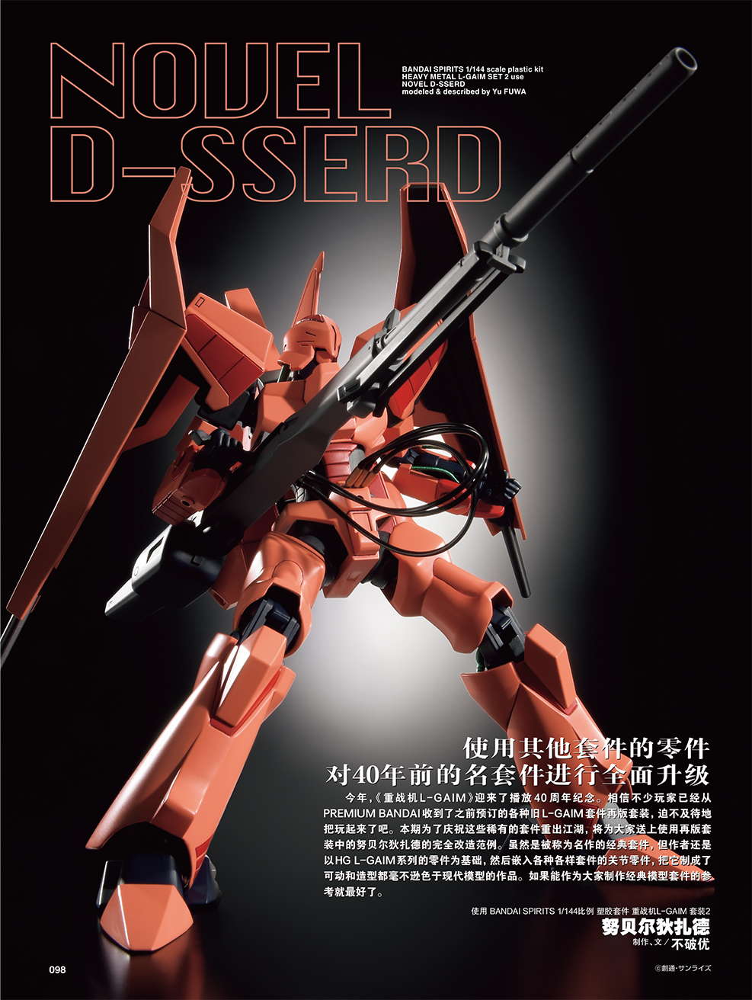 NOVEL
D-SSERD
BANDAI SPIRITS 1/144 scale plastic kit
HEAVY METAL L-GAIM SET 2 use
NOVEL D-SSERD
modeled & described by Yu FUWA
使用其他套件的零件
对40年前的名套件进行全面升级
今年，《重战机L-GAIM》迎来了播放40周年纪念。相信不少玩家已经从
PREMIUM BANDAI收到了之前预订的各种旧L-GAIM套件再版套装，迫不及待地
把玩起来了吧。本期为了庆祝这些稀有的套件重出江湖，将为大家送上使用再版套
装中的努贝尔狄扎德的完全改造范例。虽然是被称为名作的经典套件，但作者还是
以HG L-GAIM系列的零件为基础，然后嵌入各种各样套件的关节零件，把它制成了
可动和造型都毫不逊色于现代模型的作品。如果能作为大家制作经典模型套件的参
考就最好了。
使用 BANDAI SPIRITS 1/144比例 塑胶套件 重战机L-GAIM 套装2
努贝尔狄扎德
制作、文／不破优
098
©創通・サンライズ